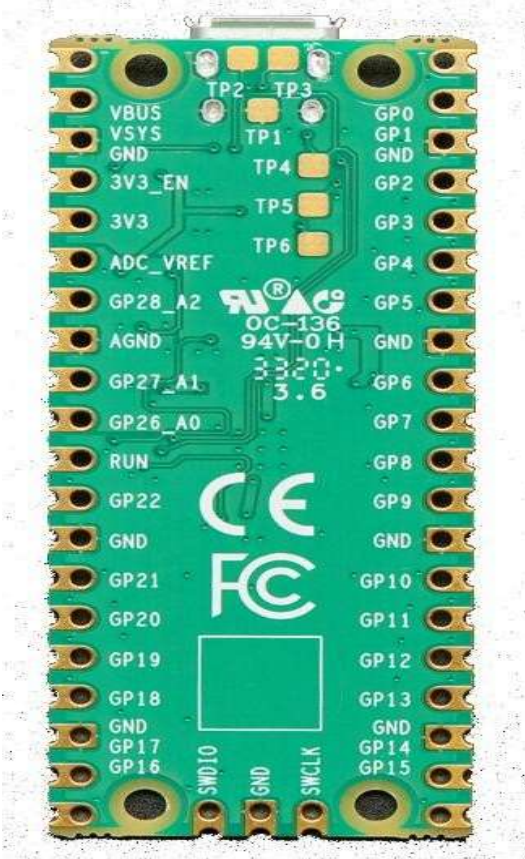 TP2 TP3
VBUS TP1 GP0
VSYS GP1
GND GND
3V3_EN TP4 GP2
3V3 TP5 GP3
ADC_VREF TP6 GP4
GP28_A2 ® GP5
OC-136
AGND 94V-0 H GND
3320
GP27_A1 3.6 GP6
GP26_A0 GP7
RUN GP8
GP22 CE GP9
GND GND
GP21 FC GP10
GP20 GP11
GP19 GP12
GP18 GP13
GND GND
GP17 GP14
GP16 GP15
SWDIO GND SWCLK